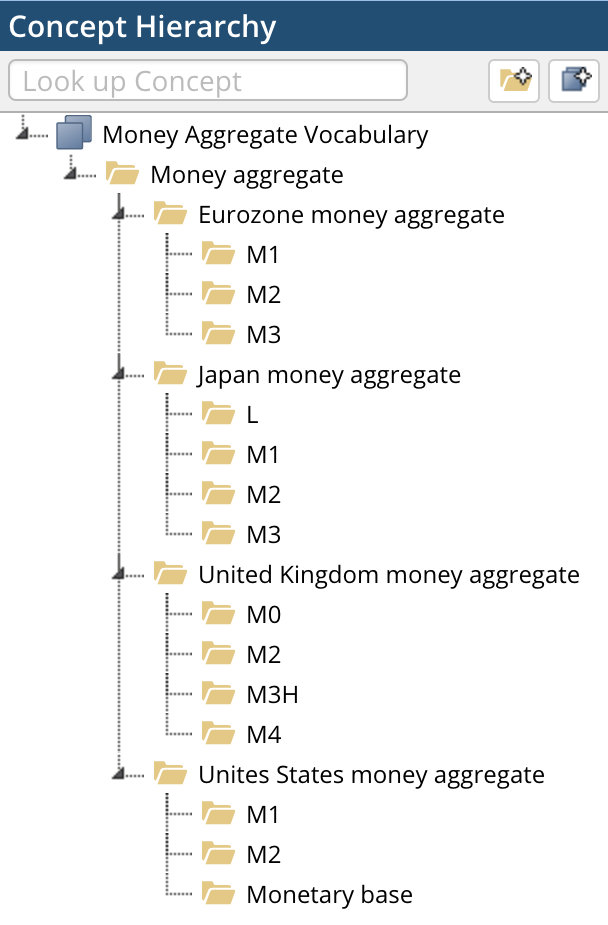 Concept Hierarchy
Look up Concept
Money Aggregate Vocabulary
Money aggregate
Eurozone money aggregate
M1
M2
M3
Japan money aggregate
L
M1
M2
M3
United Kingdom money aggregate
M0
M2
M3H
M4
Unites States money aggregate
M1
M2
Monetary base